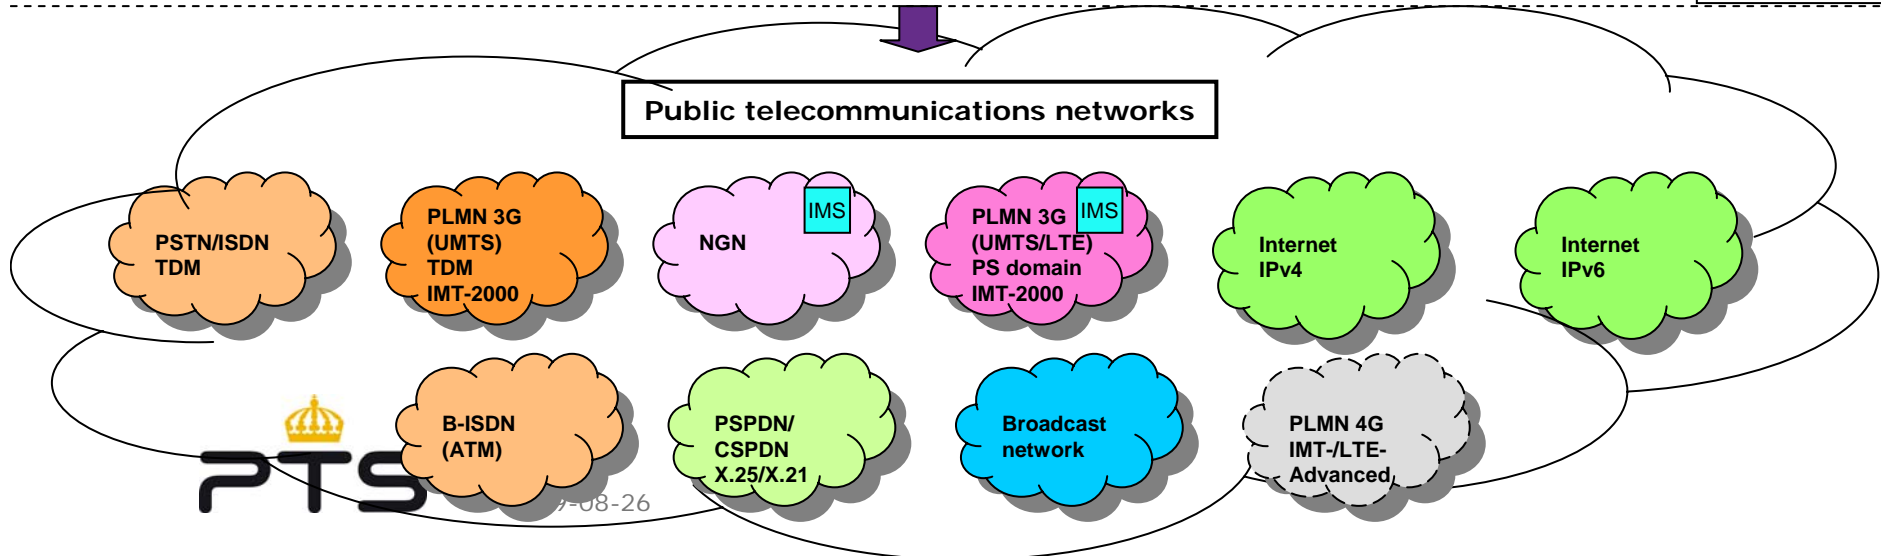 Public telecommunications networks
PSTN/ISDN
TDM
PLMN 3G
(UMTS)
TDM
IMT-2000
NGN
IMS
PLMN 3G
(UMTS/LTE)
PS domain
IMT-2000
IMS
Internet
IPv4
Internet
IPv6
B-ISDN
(ATM)
PSPDN/
CSPDN
X.25/X.21
Broadcast
network
PLMN 4G
IMT-/LTE-
Advanced
PTS
-08-26